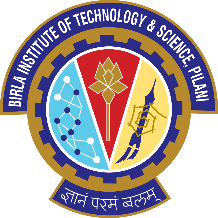 BIRLA INSTITUTE OF TECHNOLOGY & SCIENCE, PILANI
ज्ञानं परमं बलम्